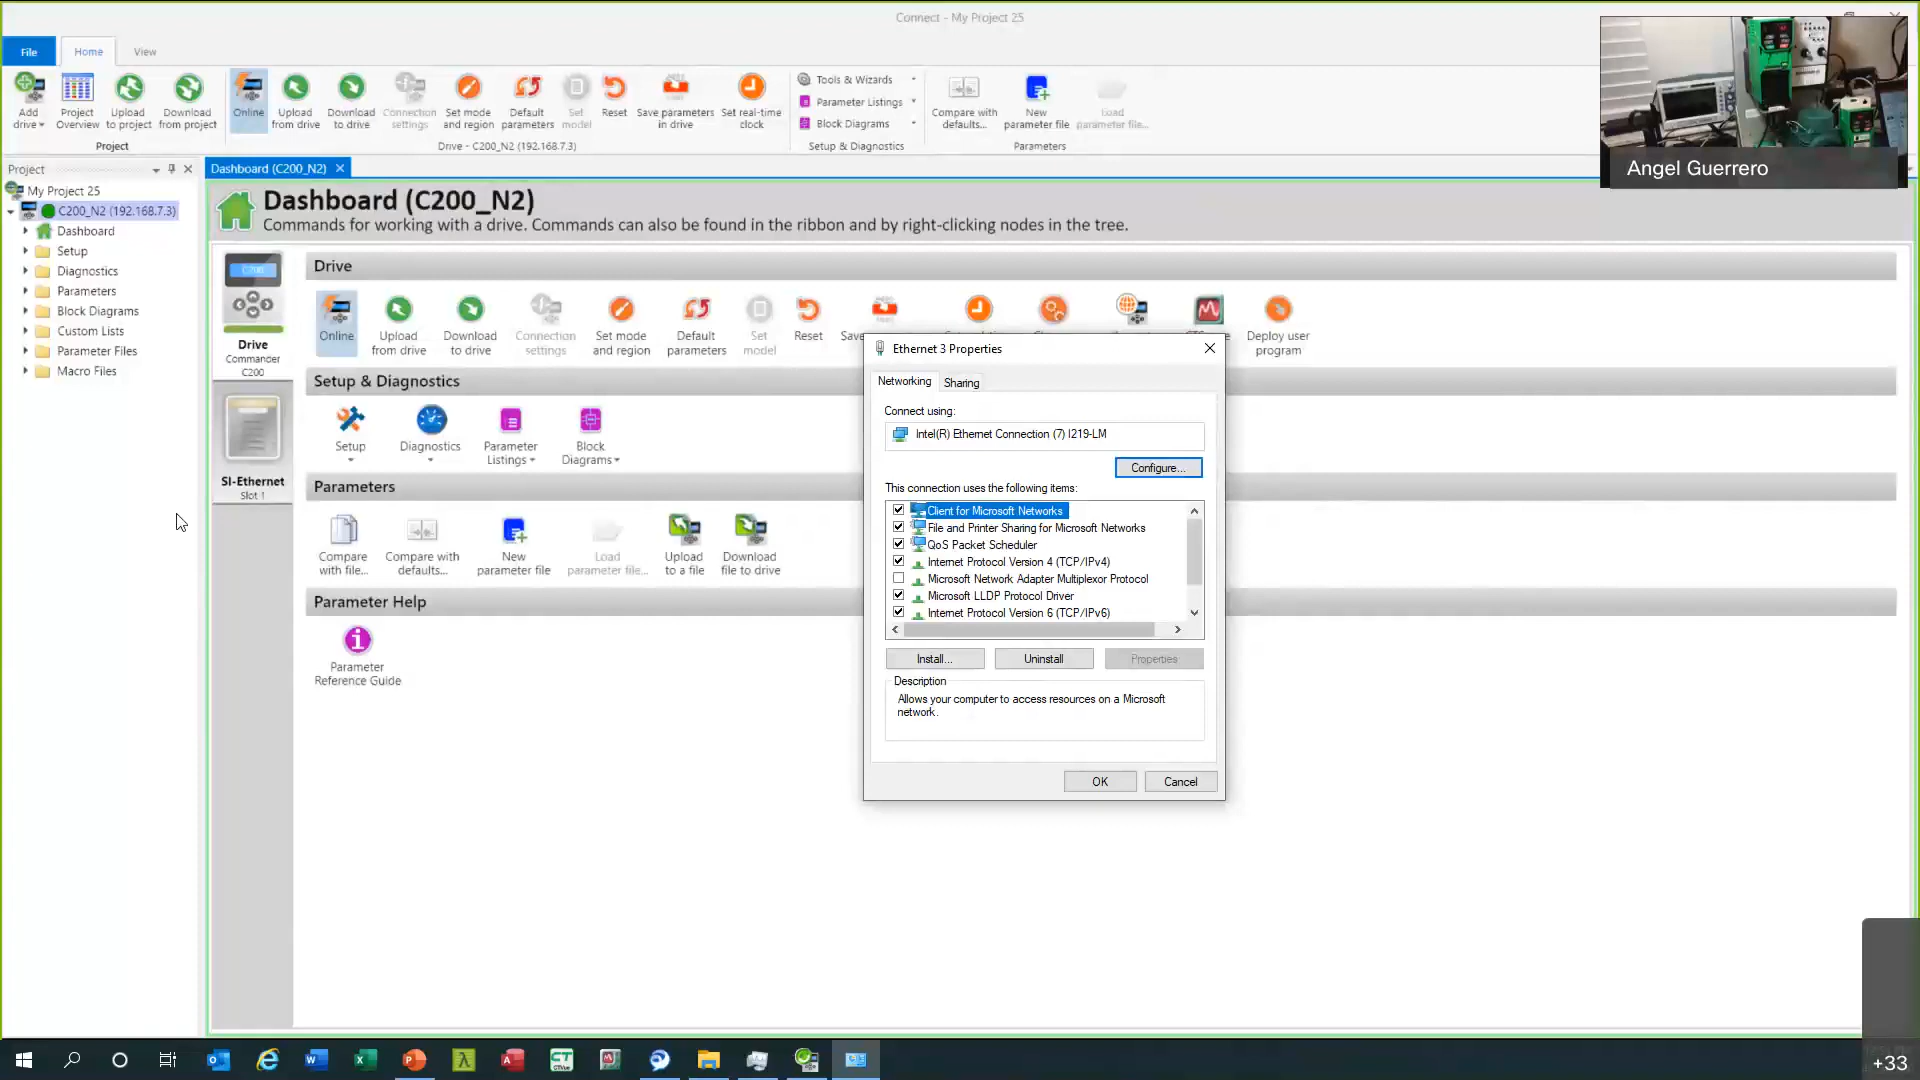 Connect - My Project 25
File
Home
View
Add drive
Project Overview
Upload to project
Download from project
Project
Online
Upload from drive
Download to drive
Connection settings
Set mode and region
Default parameters
Set model
Reset
Save parameters in drive
Set real-time clock
Drive - C200_N2 (192.168.7.3)
Tools & Wizards
Parameter Listings
Block Diagrams
Setup & Diagnostics
Compare with defaults...
New parameter file
Load parameter file...
Parameters
Angel Guerrero
Project
My Project 25
C200_N2 (192.168.7.3)
Dashboard
Setup
Diagnostics
Parameters
Block Diagrams
Custom Lists
Parameter Files
Macro Files
Dashboard (C200_N2)
Dashboard (C200_N2)
Commands for working with a drive. Commands can also be found in the ribbon and by right-clicking nodes in the tree.
C200
Drive
Commander
C200
SI-Ethernet
Slot 1
Drive
Online
Upload from drive
Download to drive
Connection settings
Set mode and region
Default parameters
Set model
Reset
Deploy user program
Setup & Diagnostics
Setup
Diagnostics
Parameter Listings
Block Diagrams
Parameters
Compare with file...
Compare with defaults...
New parameter file
Load parameter file...
Upload to a file
Download file to drive
Parameter Help
Parameter Reference Guide
Ethernet 3 Properties
Networking
Sharing
Connect using:
Intel(R) Ethernet Connection (7) I219-LM
Configure...
This connection uses the following items:
Client for Microsoft Networks
File and Printer Sharing for Microsoft Networks
QoS Packet Scheduler
Internet Protocol Version 4 (TCP/IPv4)
Microsoft Network Adapter Multiplexor Protocol
Microsoft LLDP Protocol Driver
Internet Protocol Version 6 (TCP/IPv6)
Install...
Uninstall
Properties
Description
Allows your computer to access resources on a Microsoft
network.
OK
Cancel
+33